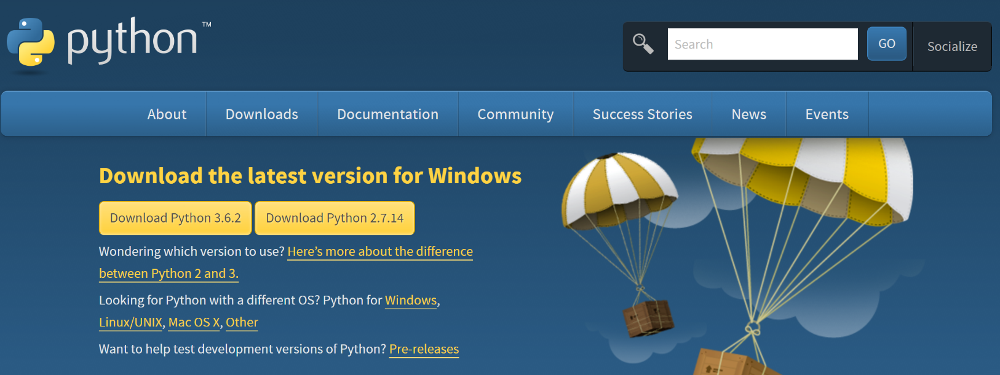 python™
Search
GO
Socialize
About
Downloads
Documentation
Community
Success Stories
News
Events
Download the latest version for Windows
Download Python 3.6.2
Download Python 2.7.14
Wondering which version to use? Here’s more about the difference
between Python 2 and 3.
Looking for Python with a different OS? Python for Windows,
Linux/UNIX, Mac OS X, Other
Want to help test development versions of Python? Pre-releases